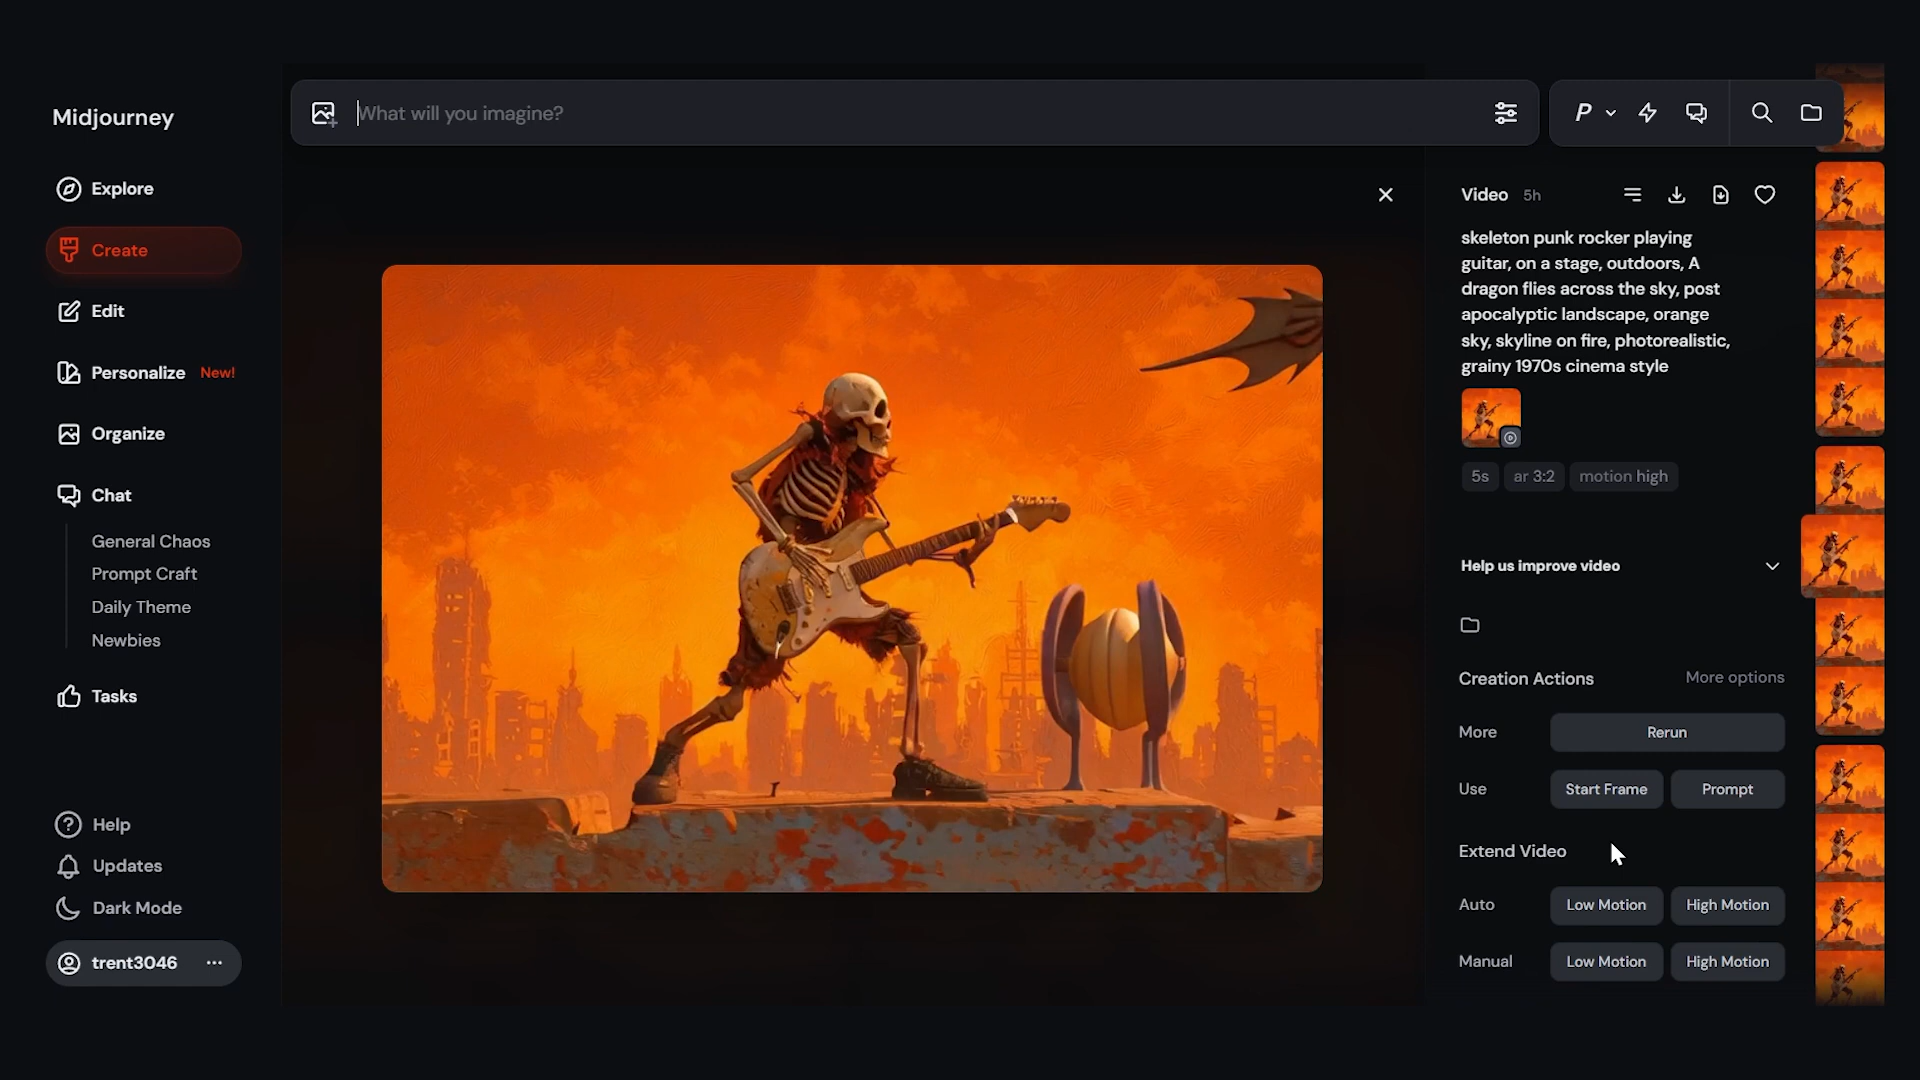 Midjourney
Explore
Create
Edit
Personalize New!
Organize
Chat
General Chaos
Prompt Craft
Daily Theme
Newbies
Tasks
Help
Updates
Dark Mode
trent3046 ...
What will you imagine?
P
Video 5h
skeleton punk rocker playing
guitar, on a stage, outdoors, A
dragon flies across the sky, post
apocalyptic landscape, orange
sky, skyline on fire, photorealistic,
grainy 1970s cinema style
5s ar 3:2 motion high
Help us improve video
Creation Actions More options
More Rerun
Use Start Frame Prompt
Extend Video
Auto Low Motion High Motion
Manual Low Motion High Motion